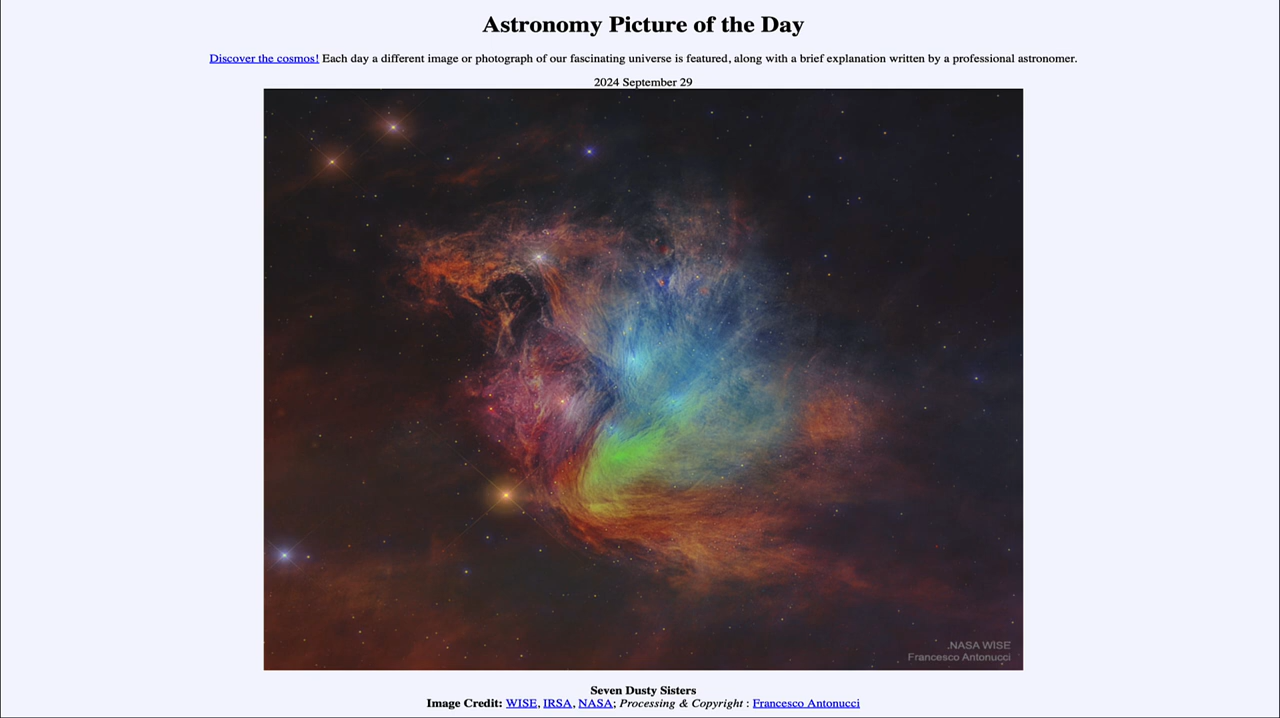 Astronomy Picture of the Day
Discover the cosmos! Each day a different image or photograph of our fascinating universe is featured, along with a brief explanation written by a professional astronomer.
2024 September 29
NASA WISE
Francesco Antonucci
Seven Dusty Sisters
Image Credit: WISE, IRSA, NASA; Processing & Copyright : Francesco Antonucci